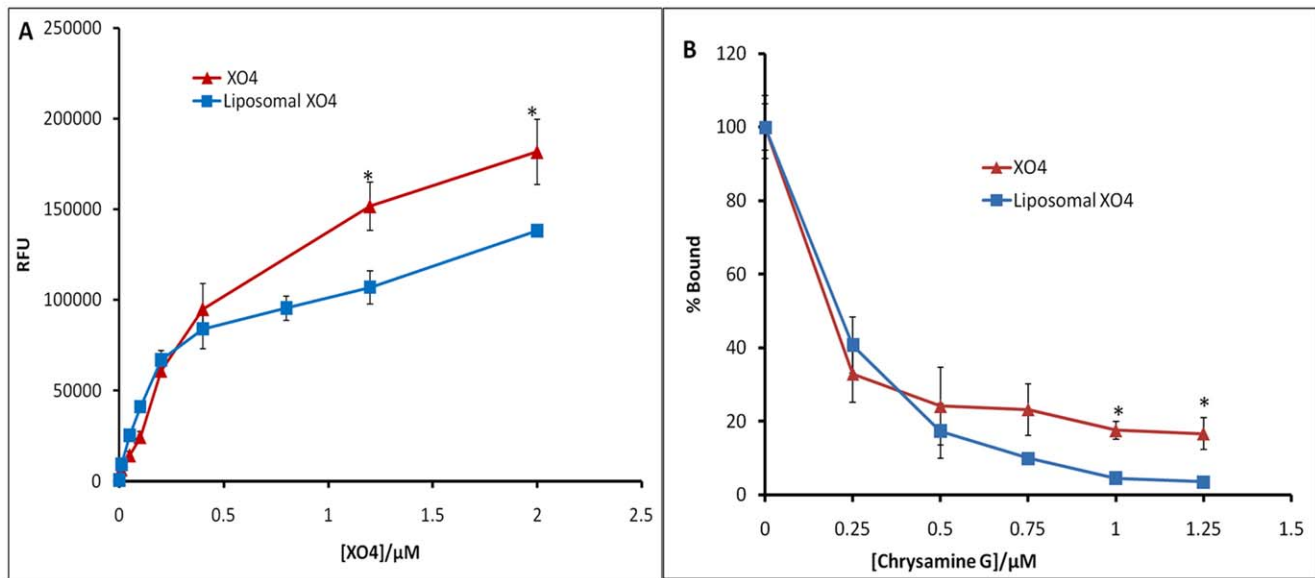 A
250000
200000
150000
100000
50000
0
RFU
XO4
Liposomal XO4
*
*
0 0.5 1 1.5 2 2.5
[XO4]/µM
B
120
100
80
60
40
20
0
% Bound
XO4
Liposomal XO4
*
*
0 0.25 0.5 0.75 1 1.25 1.5
[Chrysamine G]/µM